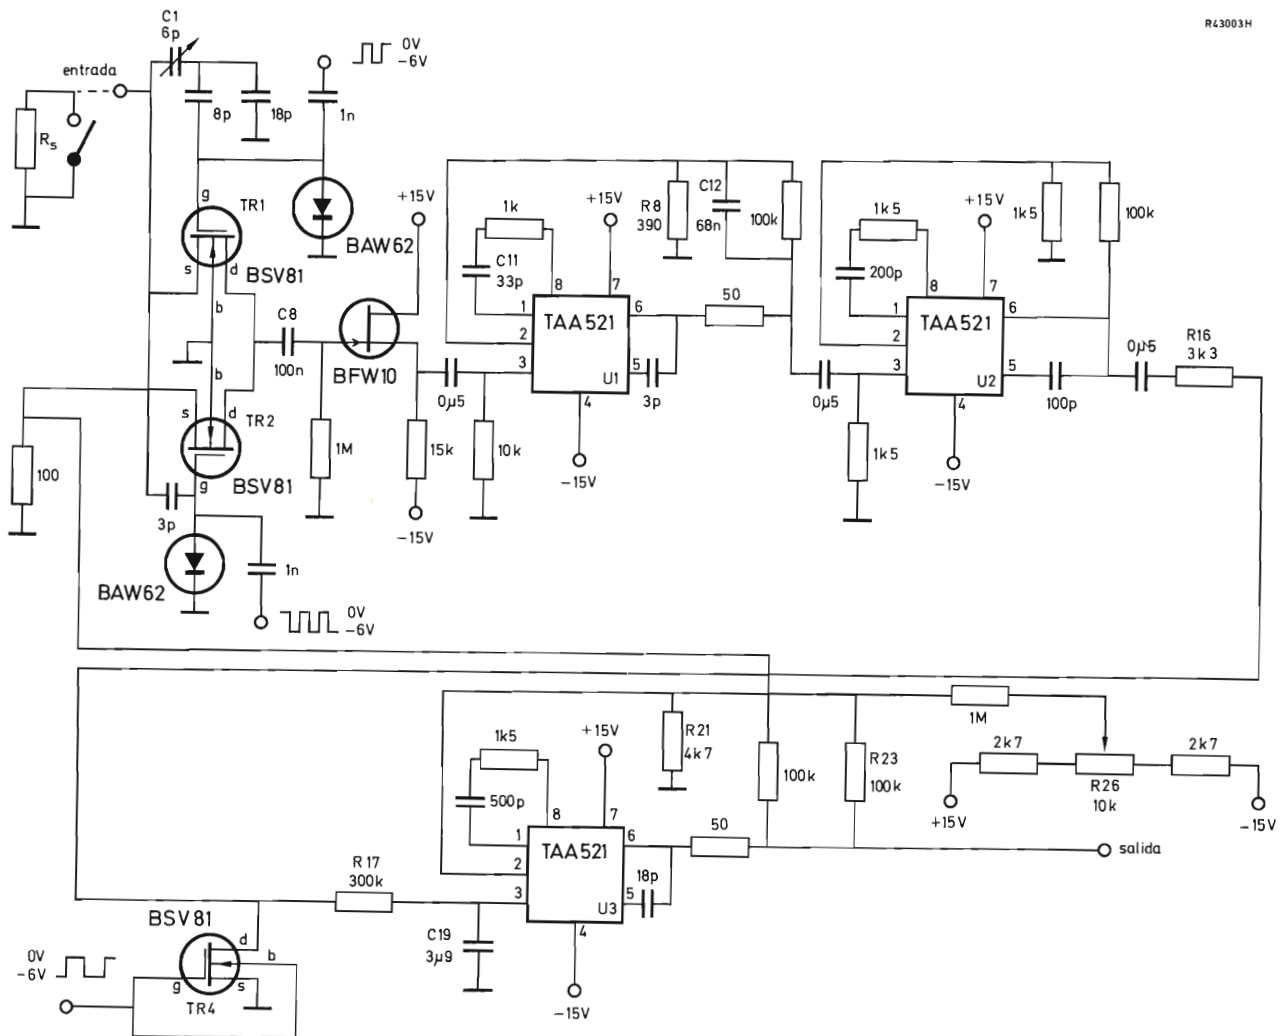 R43003H
C1
6p
entrada
0V
-6V
8p
18p
1n
Rs
g
TR1
s
d
BSV81
b
BAW62
+15V
C8
100n
BFW10
1k
C11
33p
+15V
8
7
1
2
3
6
5
4
TAA521
U1
R8
390
C12
68n
100k
50
3p
0µ5
1M
15k
10k
-15V
-15V
1k5
200p
+15V
8
7
1
2
3
6
5
4
TAA521
U2
1k5
100k
0µ5
1k5
-15V
100p
0µ5
R16
3k3
b
s
d
TR2
BSV81
g
100
3p
BAW62
1n
0V
-6V
1k5
500p
+15V
8
7
1
2
3
6
5
4
TAA521
U3
R21
4k7
100k
R23
100k
1M
2k7
2k7
R26
10k
+15V
-15V
50
salida
18p
-15V
R17
300k
C19
3µ9
BSV81
d
b
g
s
TR4
0V
-6V